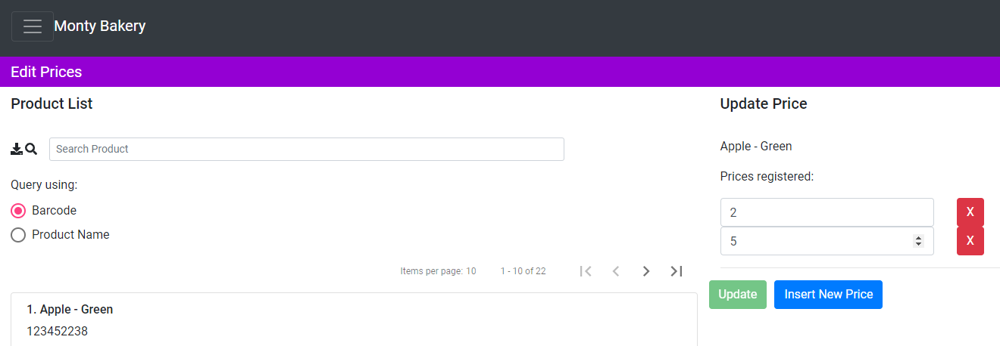 Monty Bakery
Edit Prices
Product List
Search Product
Query using:
Barcode
Product Name
Items per page: 10 1 - 10 of 22
1. Apple - Green
123452238
Update Price
Apple - Green
Prices registered:
2 X
5 X
Update Insert New Price